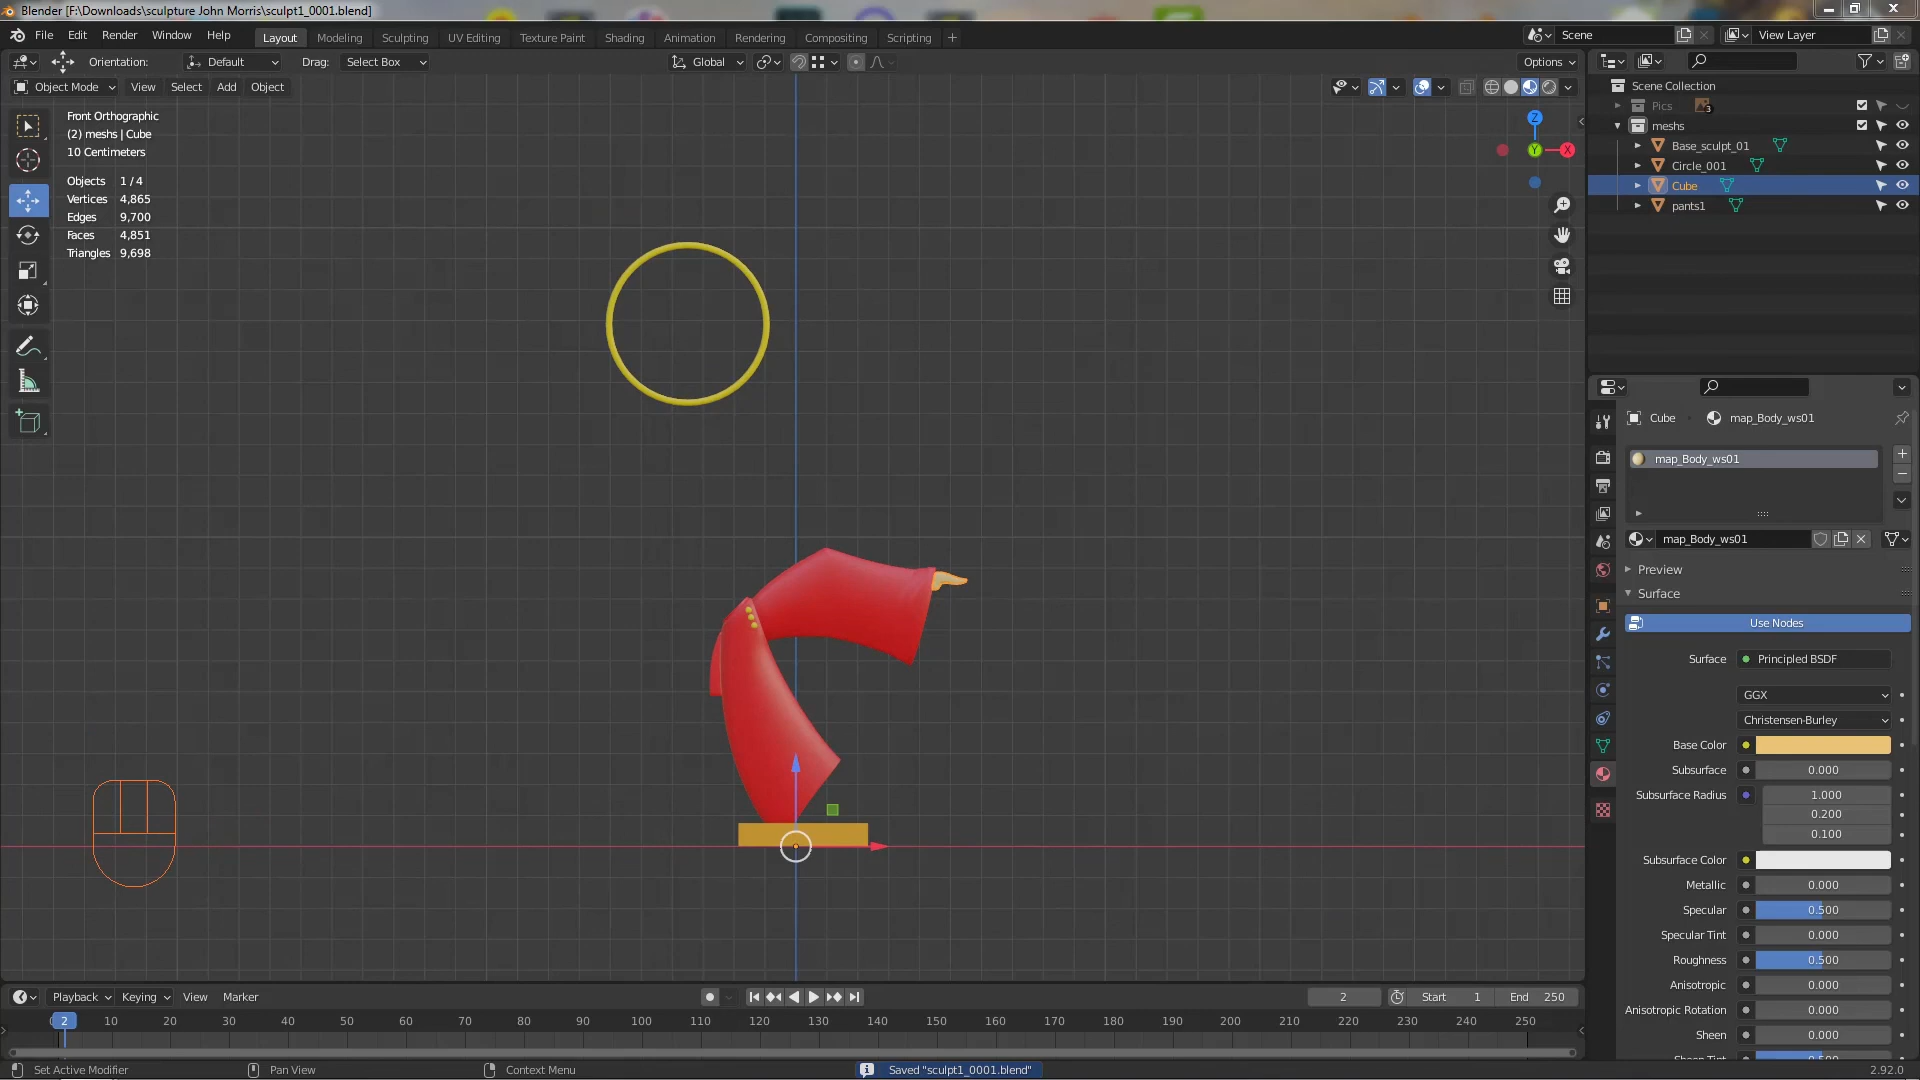 Blender [F:\Downloads\sculpture John Morris\sculpt1_0001.blend]
File Edit Render Window Help Layout Modeling Sculpting UV Editing Texture Paint Shading Animation Rendering Compositing Scripting + Scene View Layer
Orientation: Default Drag: Select Box Global Options
Object Mode View Select Add Object
Front Orthographic
(2) meshs | Cube
10 Centimeters
Objects 1 / 4
Vertices 4,865
Edges 9,700
Faces 4,851
Triangles 9,698
Z
Y
X
Scene Collection
Pics 3
meshs
Base_sculpt_01
Circle_001
Cube
pants1
Cube map_Body_ws01
map_Body_ws01
map_Body_ws01
Preview
Surface
Use Nodes
Surface Principled BSDF
GGX
Christensen-Burley
Base Color
Subsurface 0.000
Subsurface Radius 1.000
0.200
0.100
Subsurface Color
Metallic 0.000
Specular 0.500
Specular Tint 0.000
Roughness 0.500
Anisotropic 0.000
Anisotropic Rotation 0.000
Sheen 0.000
Sheen Tint 0.500
Playback Keying View Marker 2 Start 1 End 250
2 10 20 30 40 50 60 70 80 90 100 110 120 130 140 150 160 170 180 190 200 210 220 230 240 250
Set Active Modifier Pan View Context Menu Saved "sculpt1_0001.blend" 2.92.0